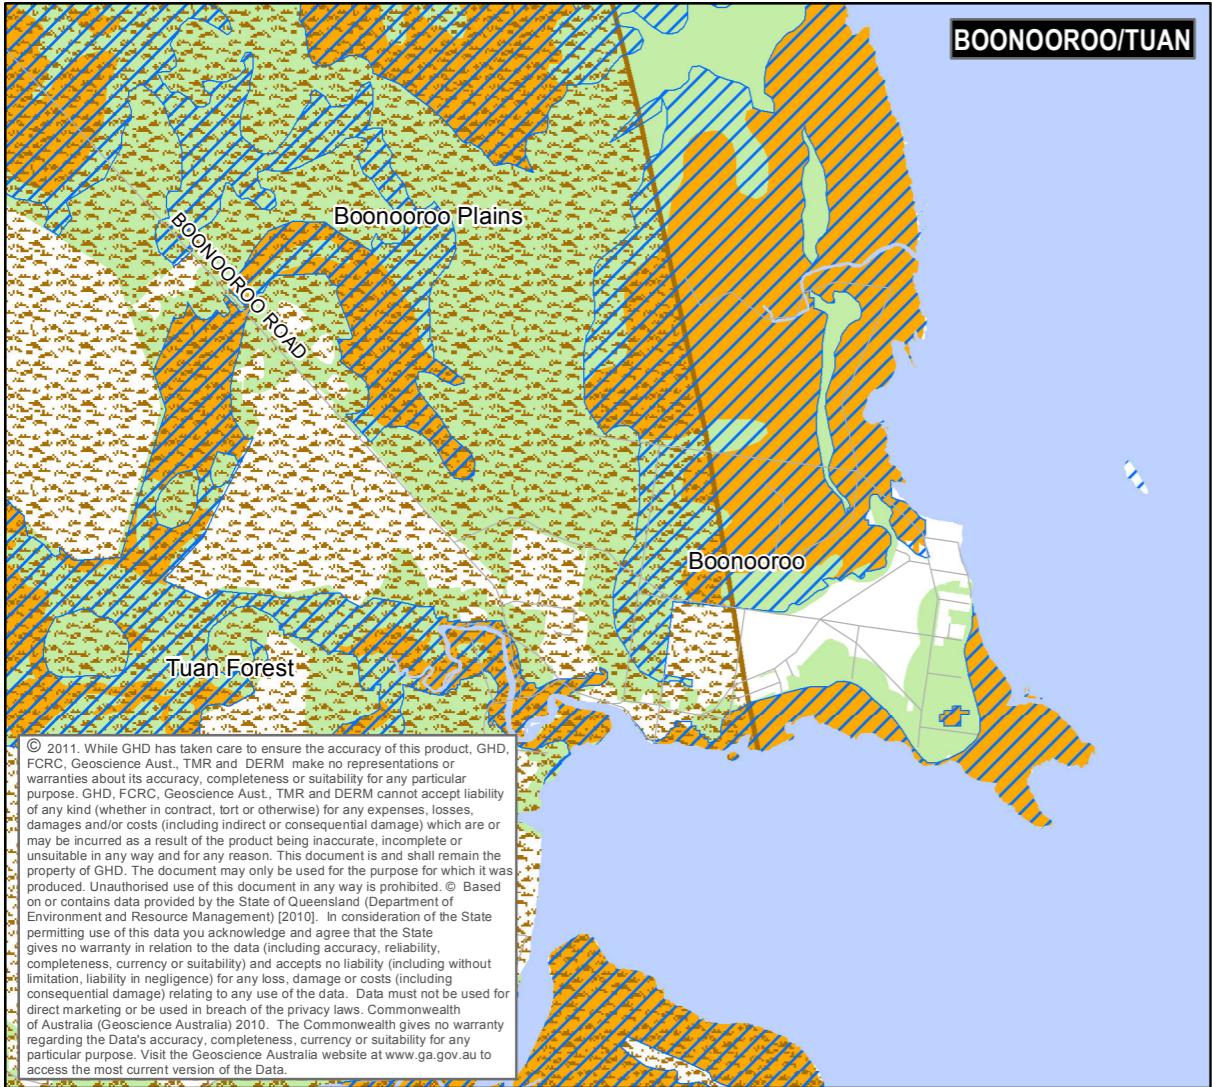 BOONOOROO/TUAN
Boonooroo Plains
BOONOOROO ROAD
Boonooroo
Tuan Forest
© 2011. While GHD has taken care to ensure the accuracy of this product, GHD,
FCRC, Geoscience Aust., TMR and DERM make no representations or
warranties about its accuracy, completeness or suitability for any particular
purpose. GHD, FCRC, Geoscience Aust., TMR and DERM cannot accept liability
of any kind (whether in contract, tort or otherwise) for any expenses, losses,
damages and/or costs (including indirect or consequential damage) which are or
may be incurred as a result of the product being inaccurate, incomplete or
unsuitable in any way and for any reason. This document is and shall remain the
property of GHD. The document may only be used for the purpose for which it was
produced. Unauthorised use of this document in any way is prohibited. © Based
on or contains data provided by the State of Queensland (Department of
Environment and Resource Management) [2010]. In consideration of the State
permitting use of this data you acknowledge and agree that the State
gives no warranty in relation to the data (including accuracy, reliability,
completeness, currency or suitability) and accepts no liability (including without
limitation, liability in negligence) for any loss, damage or costs (including
consequential damage) relating to any use of the data. Data must not be used for
direct marketing or be used in breach of the privacy laws. Commonwealth
of Australia (Geoscience Australia) 2010. The Commonwealth gives no warranty
regarding the Data's accuracy, completeness, currency or suitability for any
particular purpose. Visit the Geoscience Australia website at www.ga.gov.au to
access the most current version of the Data.